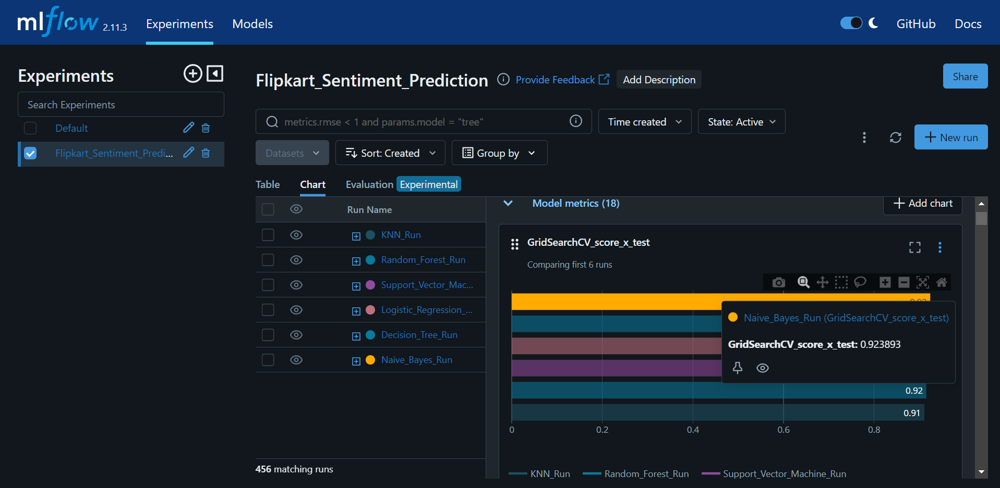 mlflow 2.11.3 Experiments Models GitHub Docs
Experiments
Search Experiments
Default
Flipkart_Sentiment_Predi...
Flipkart_Sentiment_Prediction Provide Feedback Add Description Share
metrics.rmse < 1 and params.model = "tree" Time created State: Active
Datasets Sort: Created Group by New run
Table Chart Evaluation Experimental
Run Name
KNN_Run
Random_Forest_Run
Support_Vector_Mac...
Logistic_Regression_...
Decision_Tree_Run
Naive_Bayes_Run
456 matching runs
Model metrics (18) Add chart
GridSearchCV_score_x_test
Comparing first 6 runs
Naive_Bayes_Run (GridSearchCV_score_x_test)
GridSearchCV_score_x_test: 0.923893
0.92
0.91
0 0.2 0.4 0.6 0.8
KNN_Run Random_Forest_Run Support_Vector_Machine_Run